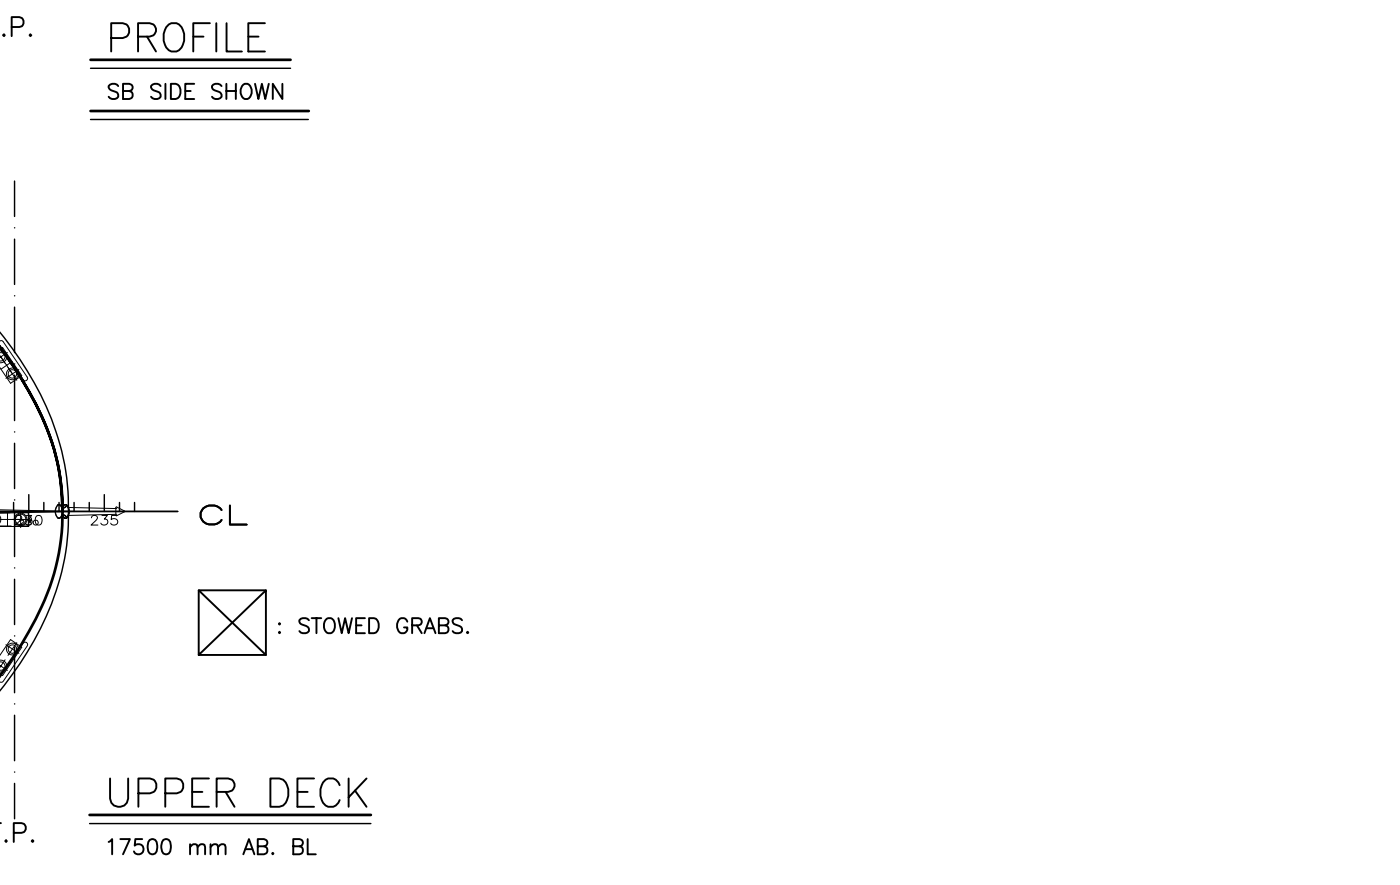 .P.
PROFILE
SB SIDE SHOWN
235
CL
: STOWED GRABS.
UPPER DECK
.P.
17500 mm AB. BL